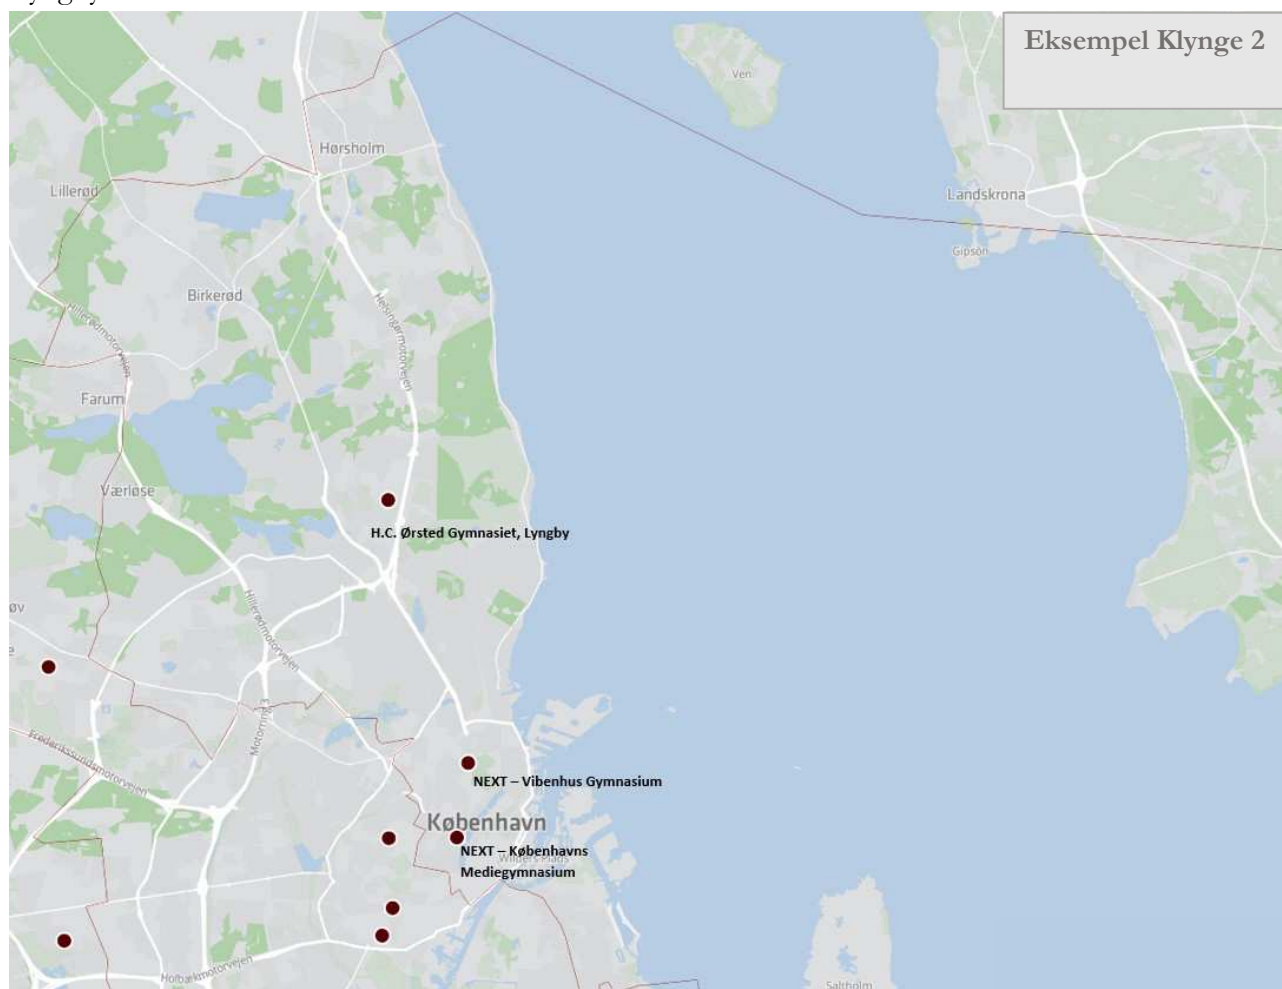 Eksempel Klynge 2
Ven
Hørsholm
Lillerød
Landskrona
Gipsön
Birkerød
Hillerødmotorvejen
Helsingørmotorvejen
Farum
Værløse
H.C. Ørsted Gymnasiet, Lyngby
øv
Hillerødmotorvejen
e
Motorring 3
Frederikssundsmotorvejen
NEXT – Vibenhus Gymnasium
København
NEXT – Københavns
Mediegymnasium
Wilders Plads
Holbækmotorvejen
Saltholm